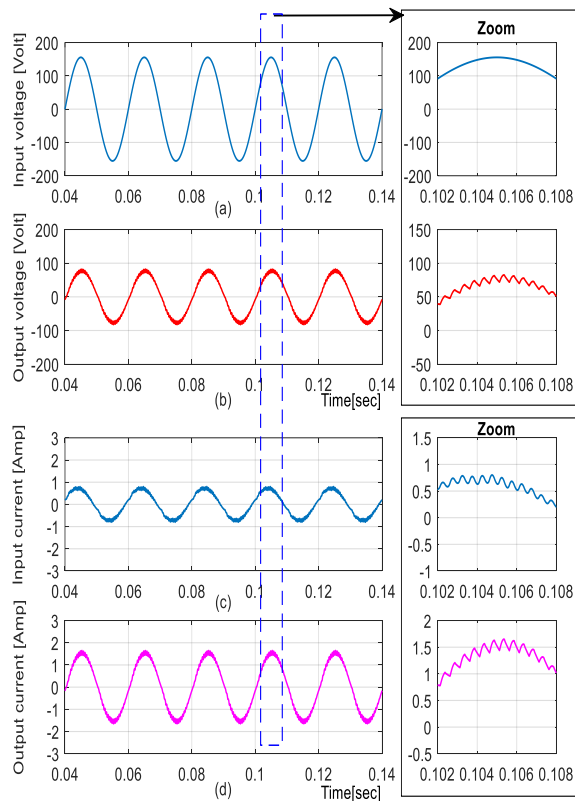 Zoom
Input voltage [Volt]
200
100
0
-100
-200
0.04 0.06 0.08 0.1 0.12 0.14
(a)
200
100
0
-100
-200
0.102 0.104 0.106 0.108
Output voltage [Volt]
200
100
0
-100
-200
0.04 0.06 0.08 0.1 0.12 0.14
(b)
Time[sec]
150
100
50
0
-50
0.102 0.104 0.106 0.108
Zoom
Input current [Amp]
3
2
1
0
-1
-2
-3
0.04 0.06 0.08 0.1 0.12 0.14
(c)
1.5
1
0.5
0
-0.5
-1
0.102 0.104 0.106 0.108
Output current [Amp]
3
2
1
0
-1
-2
-3
0.04 0.06 0.08 0.1 0.12 0.14
(d)
Time[sec]
2
1.5
1
0.5
0
-0.5
0.102 0.104 0.106 0.108